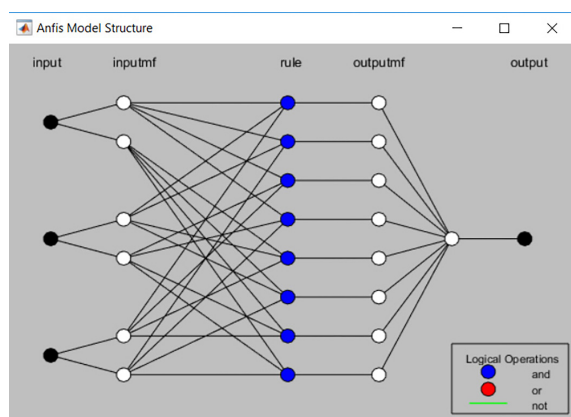 Anfis Model Structure
input inputmf rule outputmf output
Logical Operations
and
or
not